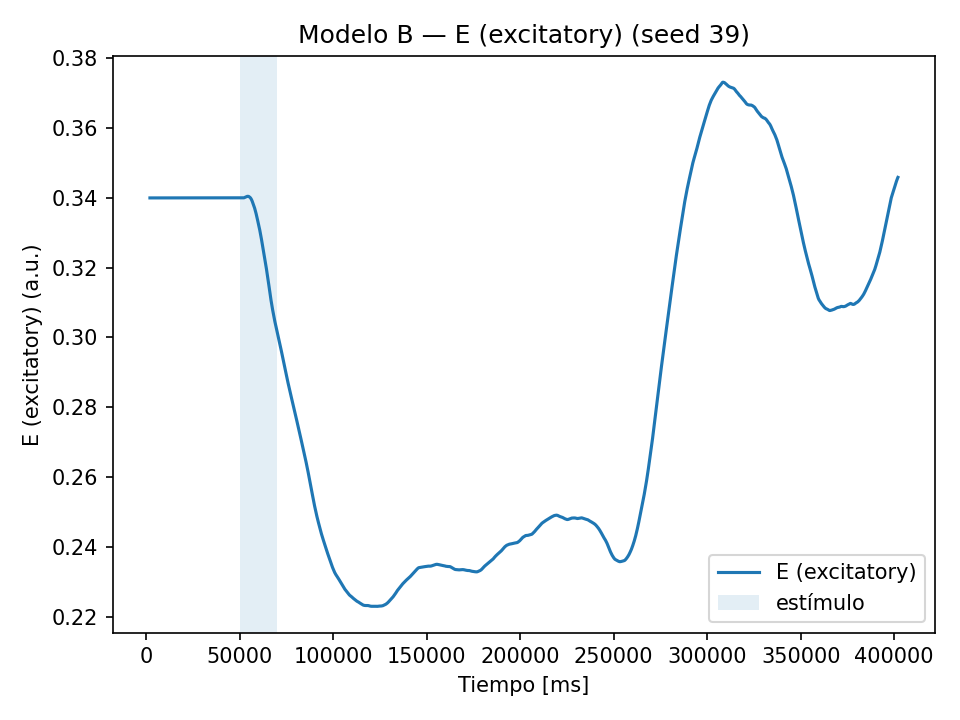 Modelo B — E (excitatory) (seed 39)
E (excitatory) (a.u.)
0.38
0.36
0.34
0.32
0.30
0.28
0.26
0.24
0.22
E (excitatory)
estímulo
0 50000 100000 150000 200000 250000 300000 350000 400000
Tiempo [ms]